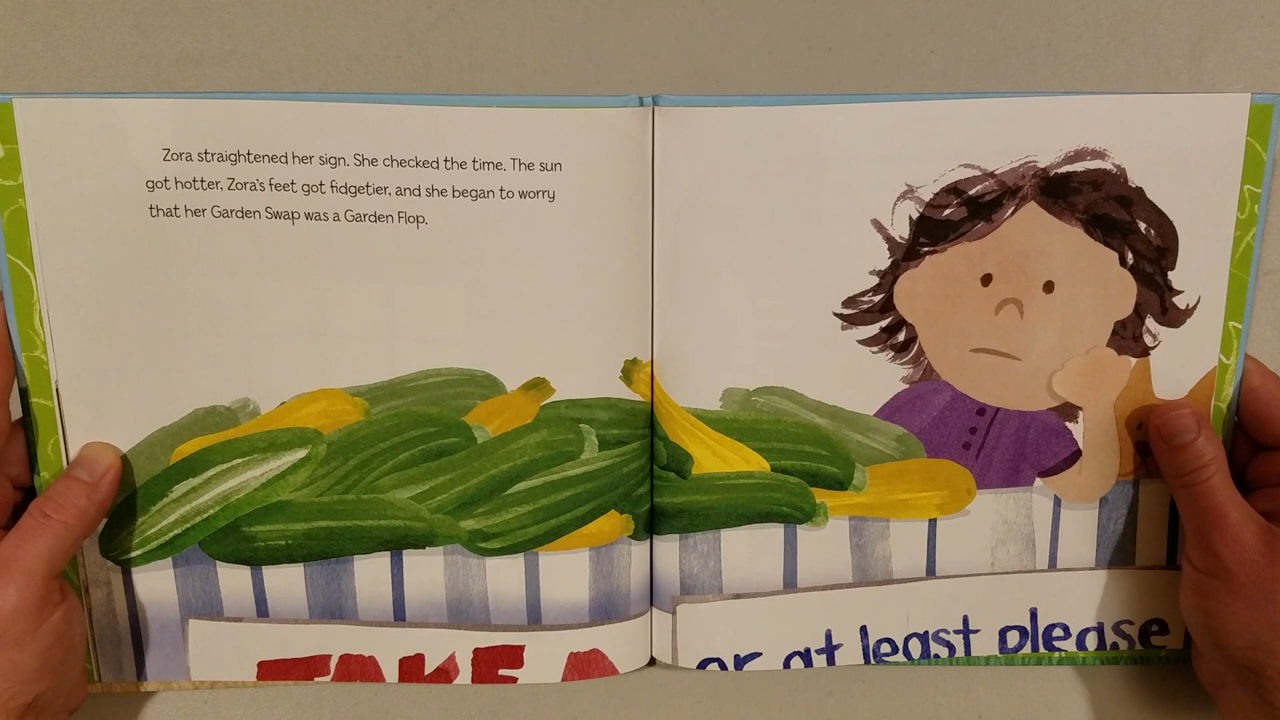 Zora straightened her sign. She checked the time. The sun
got hotter, Zora's feet got fidgetier, and she began to worry
that her Garden Swap was a Garden Flop.
TAKE A
or at least please